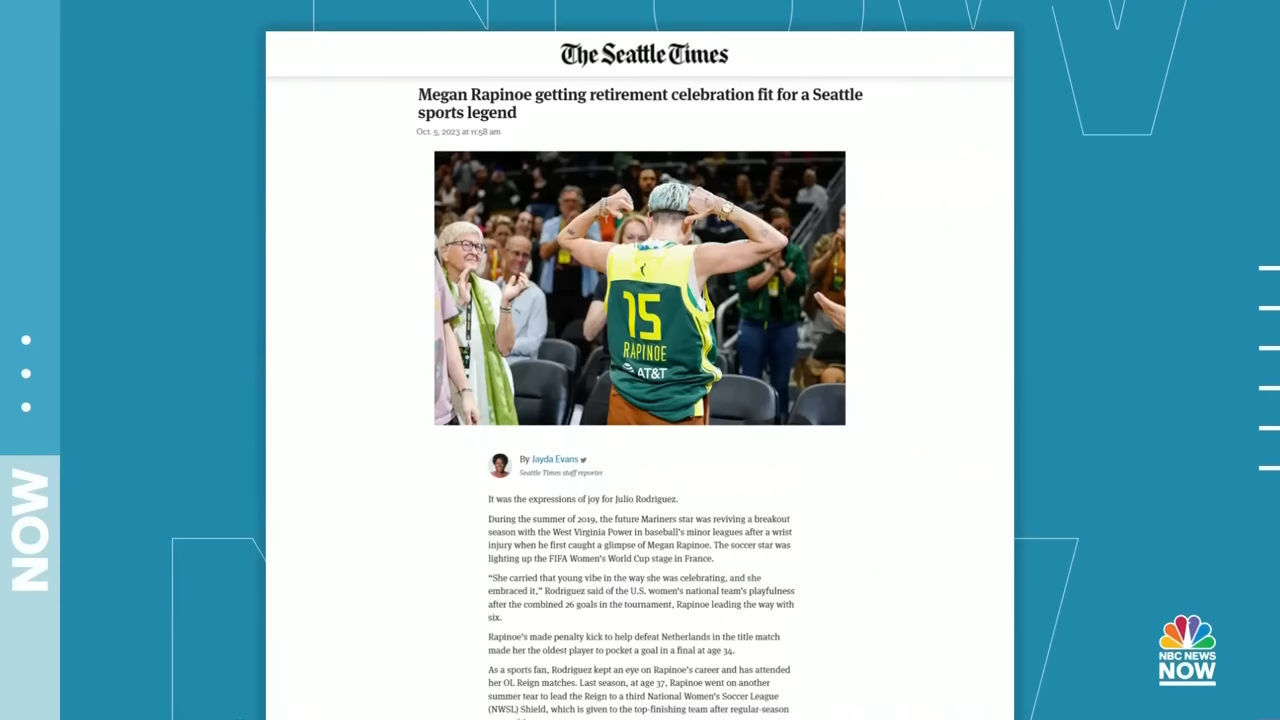 The Seattle Times
Megan Rapinoe getting retirement celebration fit for a Seattle
sports legend
Oct. 5, 2023 at 11:58 am
15
RAPINOE
AT&T
By Jayda Evans
Seattle Times staff reporter
It was the expressions of joy for Julio Rodriguez.
During the summer of 2019, the future Mariners star was reviving a breakout
season with the West Virginia Power in baseball's minor leagues after a wrist
injury when he first caught a glimpse of Megan Rapinoe. The soccer star was
lighting up the FIFA Women's World Cup stage in France.
“She carried that young vibe in the way she was celebrating, and she
embraced it,” Rodriguez said of the U.S. women's national team's playfulness
after the combined 26 goals in the tournament, Rapinoe leading the way with
six.
Rapinoe's made penalty kick to help defeat Netherlands in the title match
made her the oldest player to pocket a goal in a final at age 34.
As a sports fan, Rodriguez kept an eye on Rapinoe's career and has attended
her OL Reign matches. Last season, at age 37, Rapinoe went on another
summer tear to lead the Reign to a third National Women's Soccer League
(NWSL) Shield, which is given to the top-finishing team after regular-season
NOW
NBC NEWS
NOW